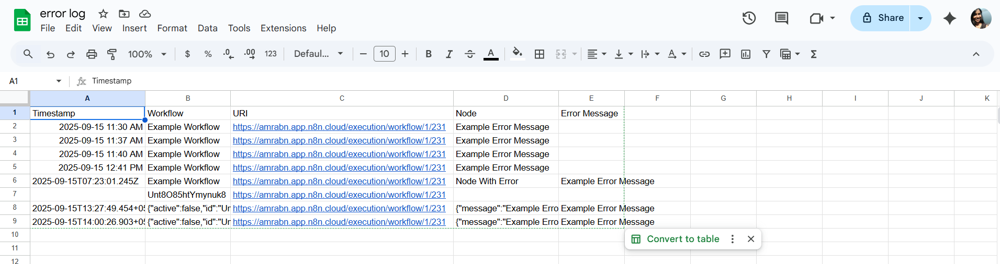 error log
File Edit View Insert Format Data Tools Extensions Help
Share
100% $ % .0 .00 123 Defaul... 10 B I A
A1 fx Timestamp
A B C D E F G H I J K
1 Timestamp Workflow URI Node Error Message
2 2025-09-15 11:30 AM Example Workflow https://amrabn.app.n8n.cloud/execution/workflow/1/231 Example Error Message
3 2025-09-15 11:37 AM Example Workflow https://amrabn.app.n8n.cloud/execution/workflow/1/231 Example Error Message
4 2025-09-15 11:40 AM Example Workflow https://amrabn.app.n8n.cloud/execution/workflow/1/231 Example Error Message
5 2025-09-15 12:41 PM Example Workflow https://amrabn.app.n8n.cloud/execution/workflow/1/231 Example Error Message
6 2025-09-15T07:23:01.245Z Example Workflow https://amrabn.app.n8n.cloud/execution/workflow/1/231 Node With Error Example Error Message
7 Unt8O85htYmynuk8 https://amrabn.app.n8n.cloud/execution/workflow/1/231
8 2025-09-15T13:27:49.454+05 {"active":false,"id":"Un https://amrabn.app.n8n.cloud/execution/workflow/1/231 {"message":"Example Erro Example Error Message
9 2025-09-15T14:00:26.903+05 {"active":false,"id":"Un https://amrabn.app.n8n.cloud/execution/workflow/1/231 {"message":"Example Erro Example Error Message
10
Convert to table
11
12